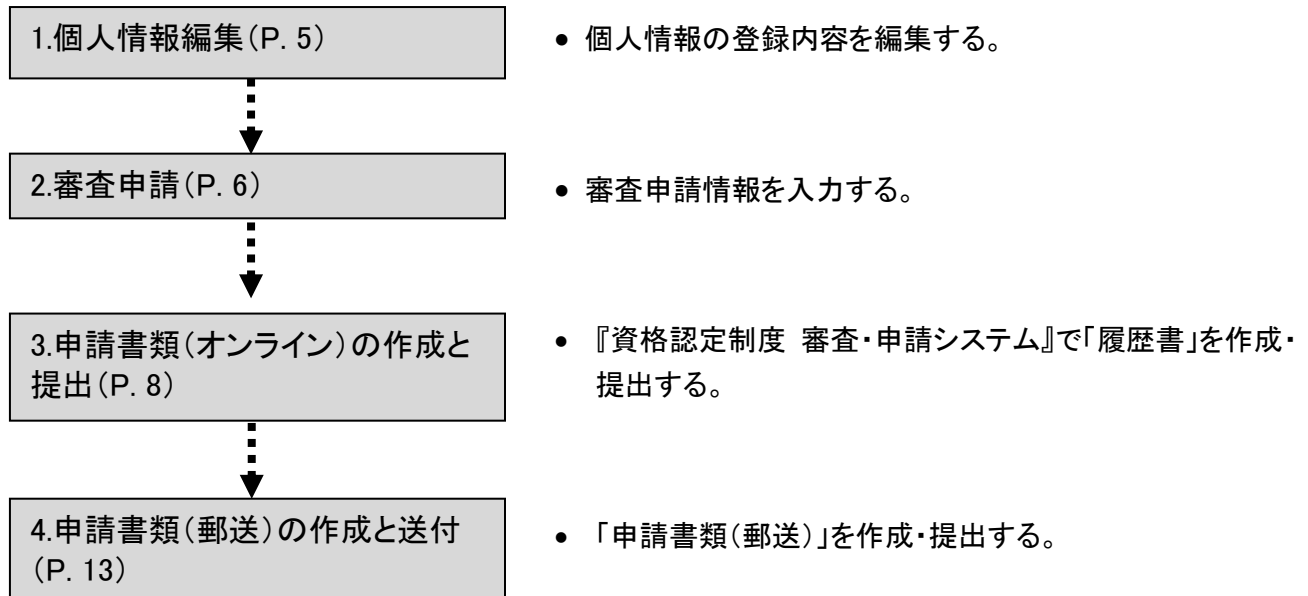 1.個人情報編集(P. 5)
● 個人情報の登録内容を編集する。
2.審査申請(P. 6)
● 審査申請情報を入力する。
3.申請書類(オンライン)の作成と
提出(P. 8)
● 『資格認定制度 審査・申請システム』で「履歴書」を作成・
提出する。
4.申請書類(郵送)の作成と送付
(P. 13)
● 「申請書類(郵送)」を作成・提出する。